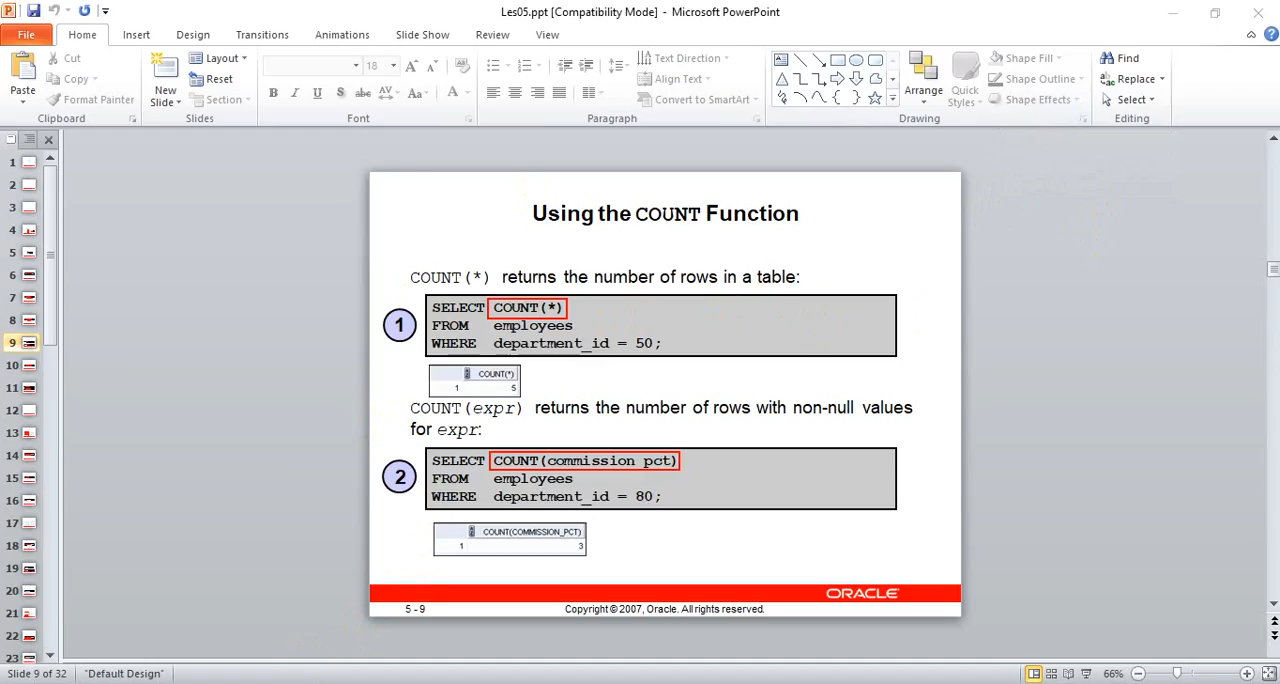 Les05.ppt [Compatibility Mode] - Microsoft PowerPoint
File Home Insert Design Transitions Animations Slide Show Review View
Paste
Cut
Copy
Format Painter
Clipboard
New Slide
Layout
Reset
Section
Slides
18
B I U S abc AV Aa A
Font
Text Direction
Align Text
Convert to SmartArt
Paragraph
Arrange
Quick Styles
Shape Fill
Shape Outline
Shape Effects
Drawing
Find
Replace
Select
Editing
1
2
3
4
5
6
7
8
9
10
11
12
13
14
15
16
17
18
19
20
21
22
23
Using the COUNT Function
COUNT(*) returns the number of rows in a table:
1
SELECT COUNT(*)
FROM employees
WHERE department_id = 50;
COUNT(*)
1 5
COUNT(expr) returns the number of rows with non-null values
for expr:
2
SELECT COUNT(commission pct)
FROM employees
WHERE department_id = 80;
COUNT(COMMISSION_PCT)
1 3
ORACLE
5 - 9 Copyright © 2007, Oracle. All rights reserved.
Slide 9 of 32 "Default Design" 66%